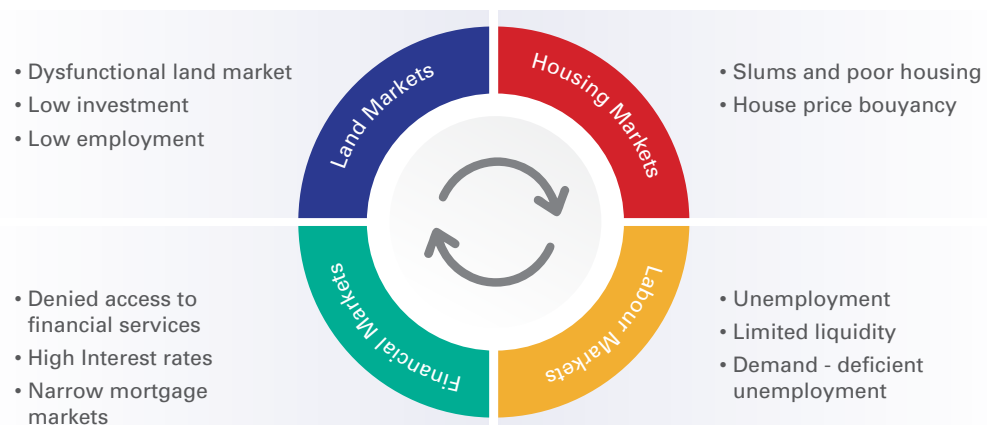 • Dysfunctional land market
• Low investment
• Low employment
Land Markets
Housing Markets
• Slums and poor housing
• House price bouyancy
• Denied access to
financial services
• High Interest rates
• Narrow mortgage
markets
Financial Markets
Labour Markets
• Unemployment
• Limited liquidity
• Demand - deficient
unemployment